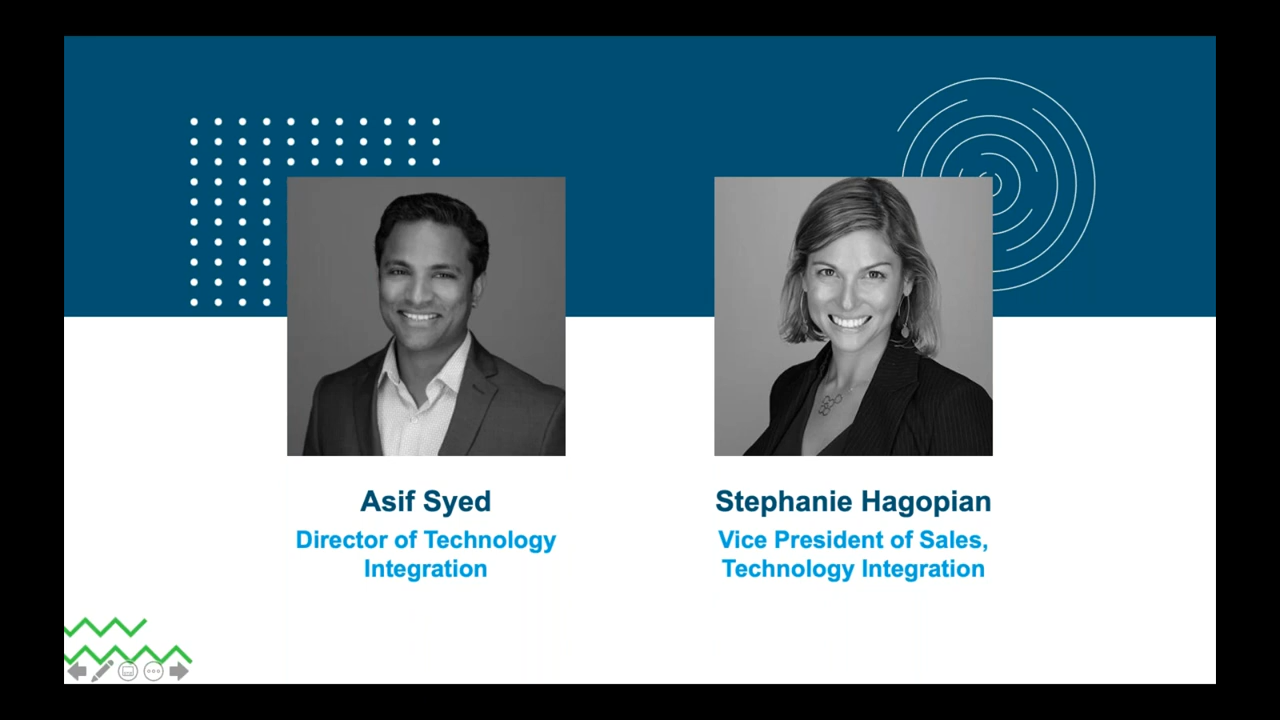 Asif Syed
Director of Technology
Integration
Stephanie Hagopian
Vice President of Sales,
Technology Integration